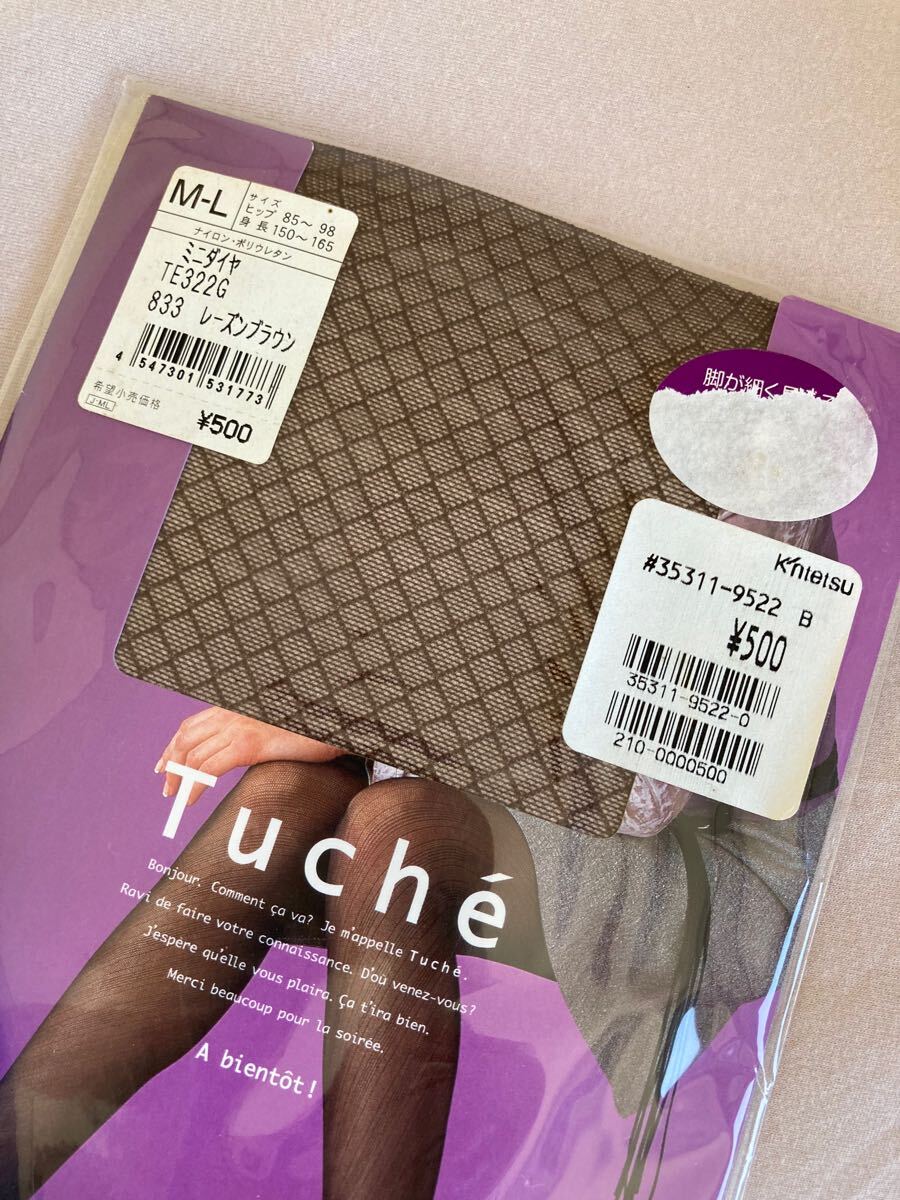 M-L
サイズ
ヒップ 85〜 98
身 長 150〜 165
ナイロン・ポリウレタン
ミニダイヤ
TE322G
833 レーズンブラウン
4 547301 531773
希望小売価格
J-ML
¥500
脚が細く
Kıntetsu
#35311-9522 B
¥500
35311-9522-0
210-0000500
Tuché
Bonjour. Comment ça va? Je m'appelle Tuché.
Ravi de faire votre connaissance. D'où venez-vous?
J'espère qu'elle vous plaira. Ça t'ira bien.
Merci beaucoup pour la soirée.
A bientôt!